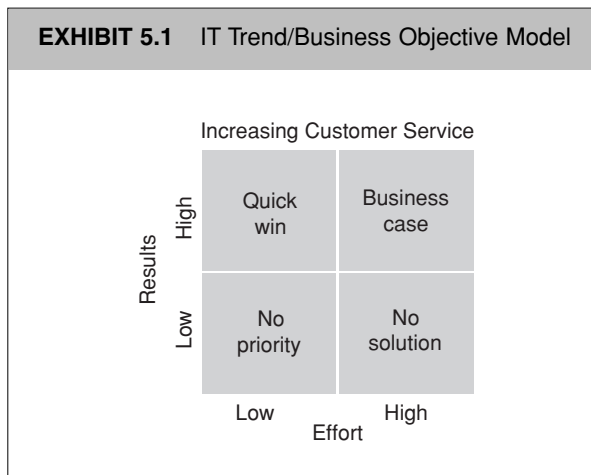 EXHIBIT 5.1 IT Trend/Business Objective Model
Increasing Customer Service
Results
High
Quick
win
Business
case
Low
No
priority
No
solution
Low
High
Effort